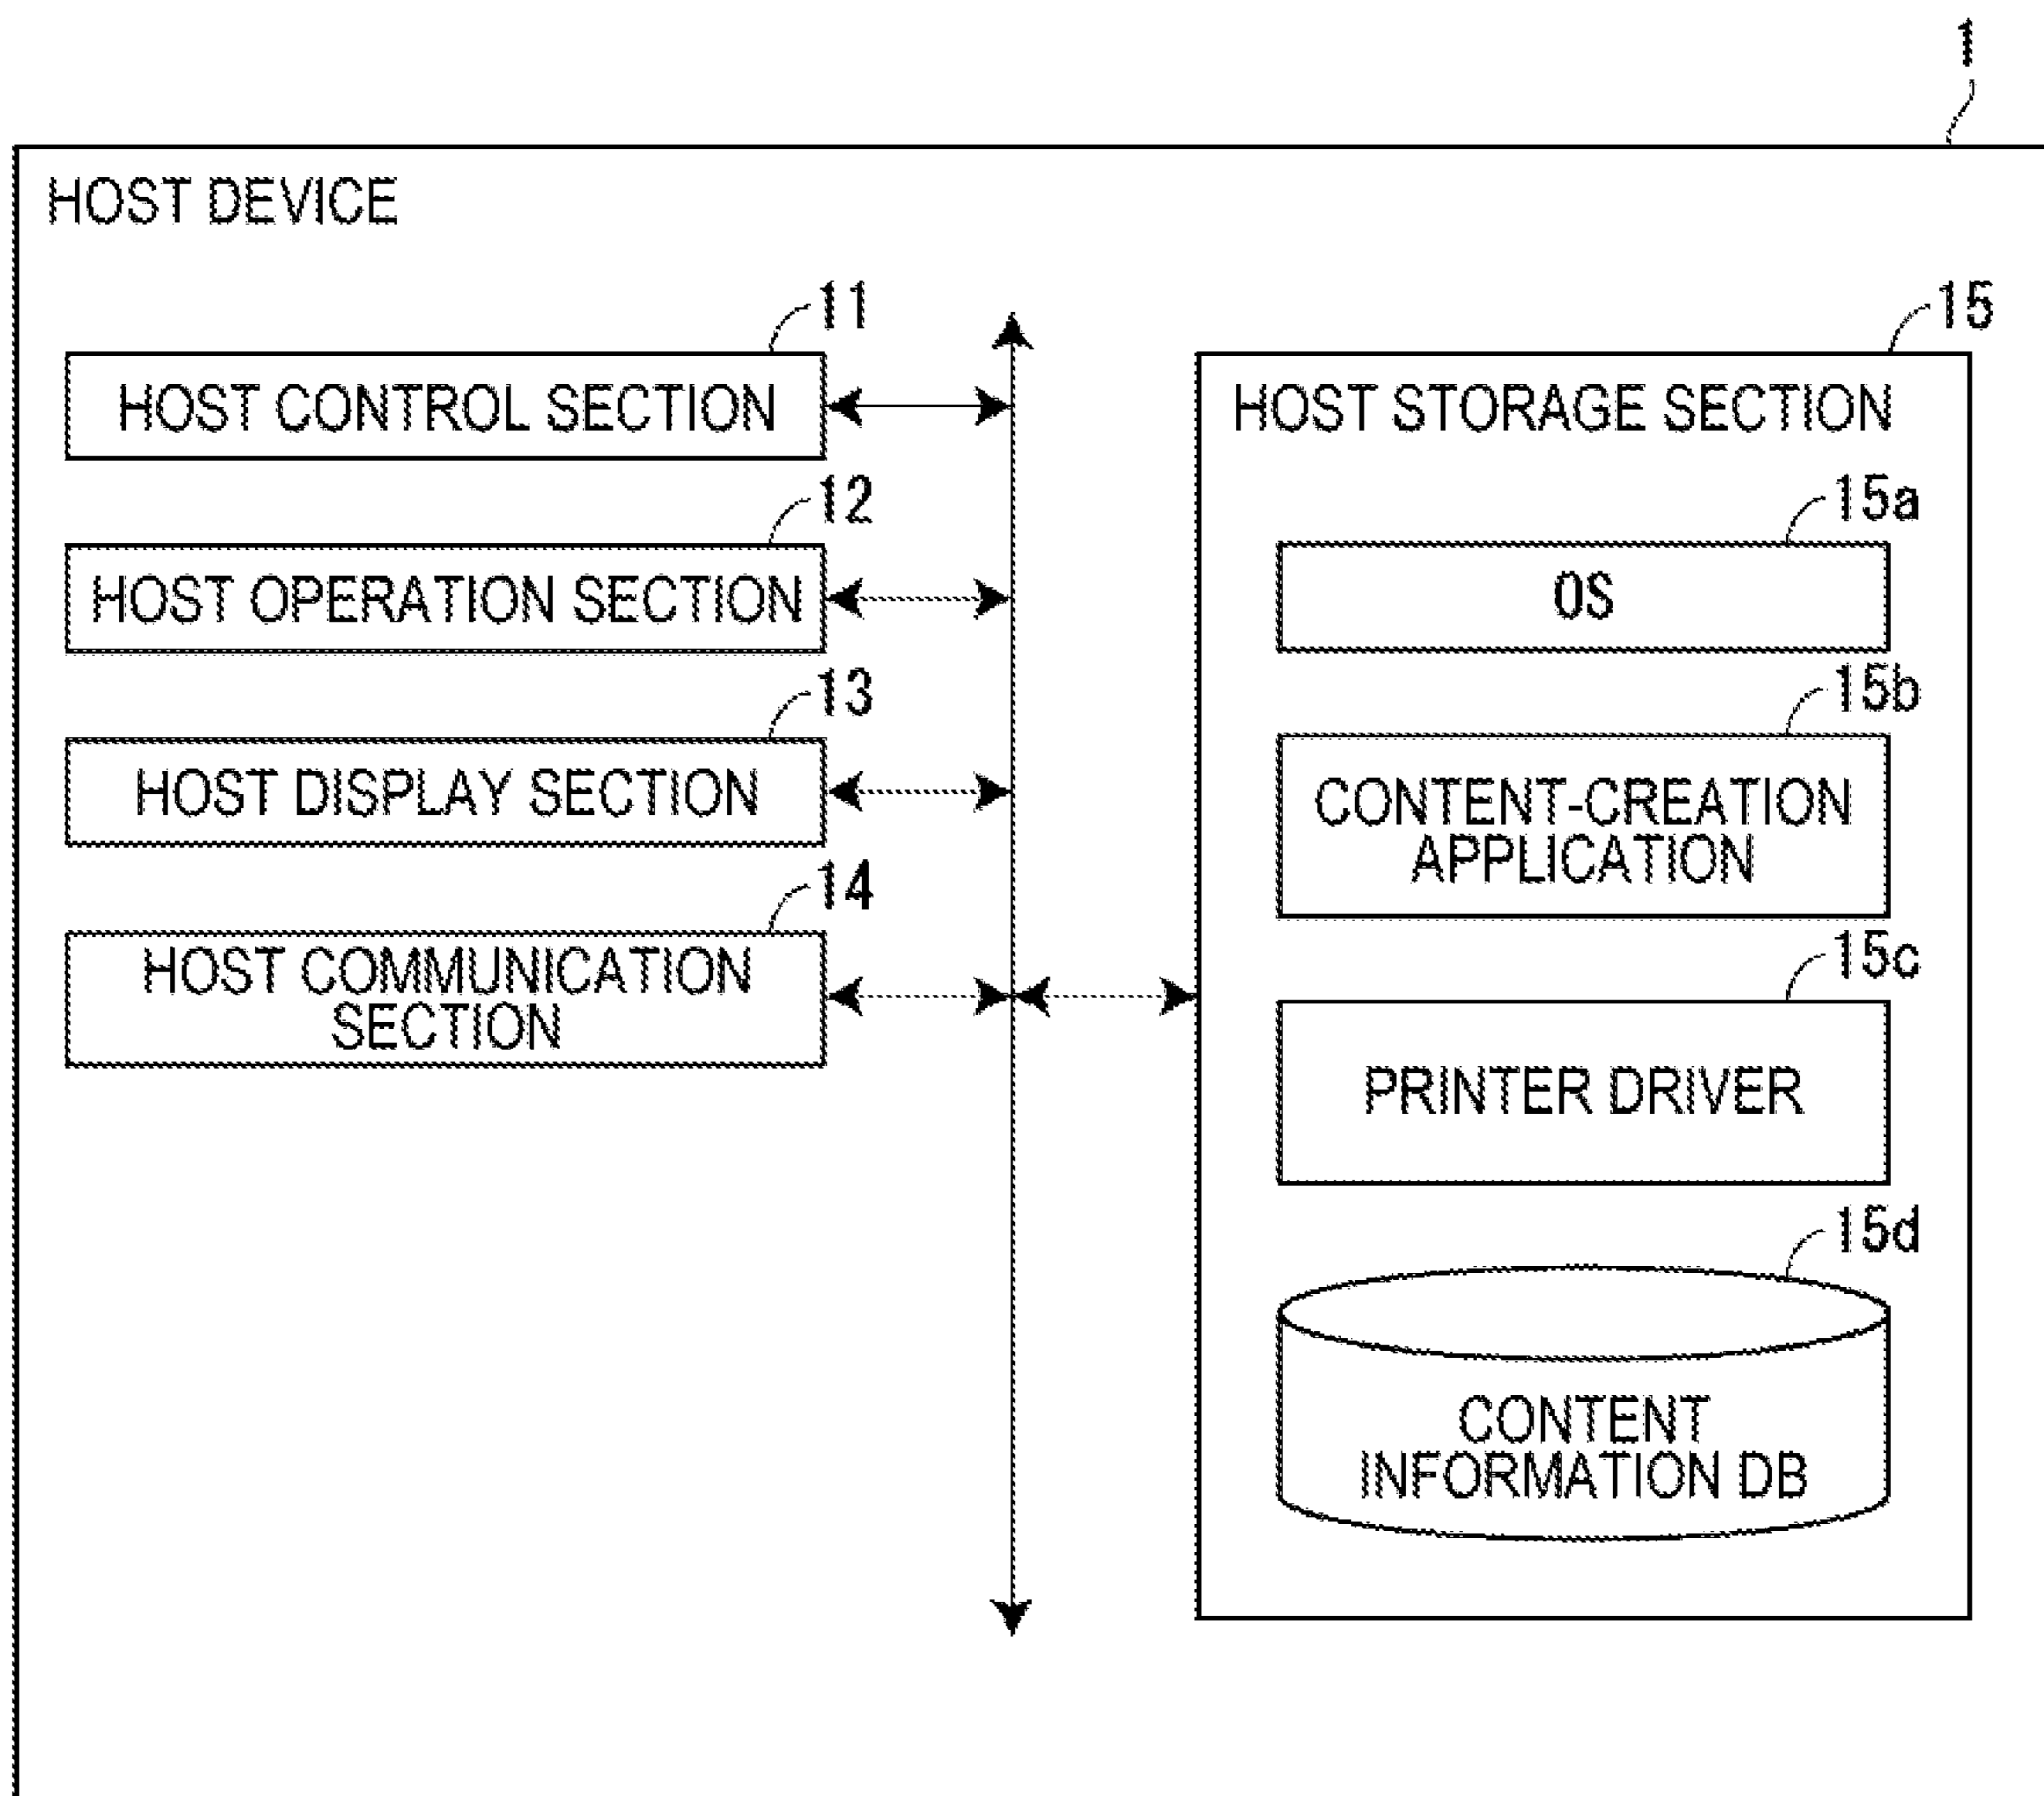 1
HOST DEVICE
11
HOST CONTROL SECTION
12
HOST OPERATION SECTION
13
HOST DISPLAY SECTION
14
HOST COMMUNICATION
SECTION
15
HOST STORAGE SECTION
15a
OS
15b
CONTENT-CREATION
APPLICATION
15c
PRINTER DRIVER
15d
CONTENT
INFORMATION DB